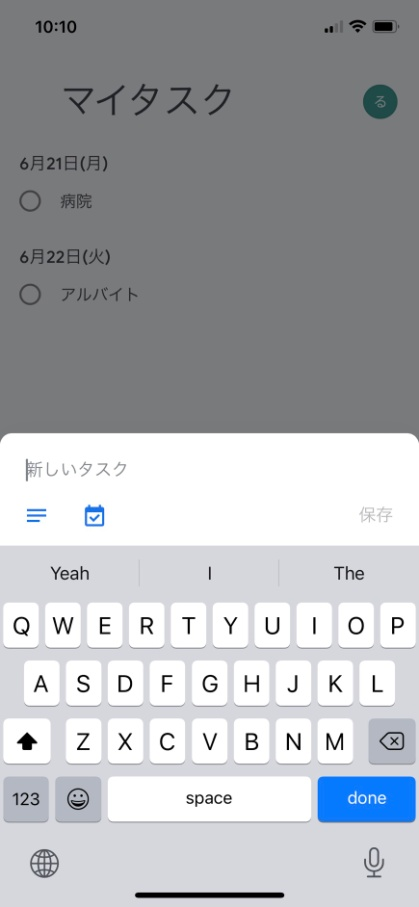 10:10
マイタスク
る
6月21日(月)
病院
6月22日(火)
アルバイト
新しいタスク
保存
Yeah I The
Q W E R T Y U I O P
A S D F G H J K L
Z X C V B N M
123 space done